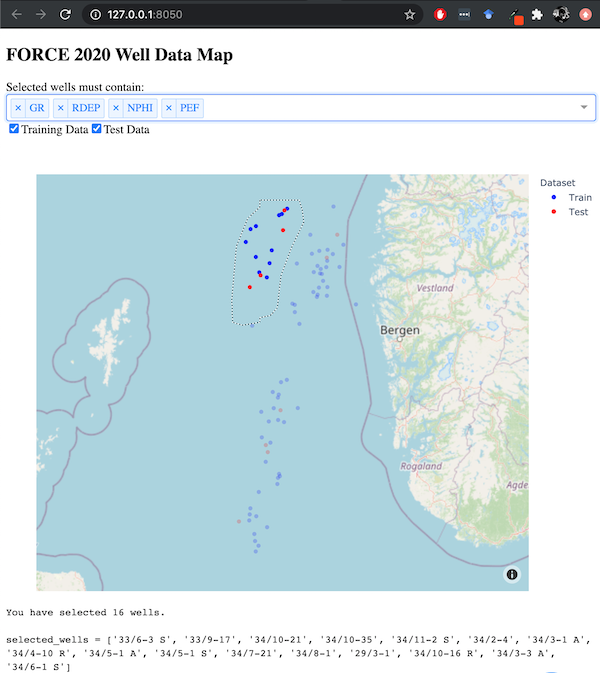 127.0.0.1:8050
FORCE 2020 Well Data Map
Selected wells must contain:
× GR × RDEP × NPHI × PEF
Training Data Test Data
Dataset
Train
Test
Vestland
Bergen
Rogaland
Agde
You have selected 16 wells.
selected_wells = ['33/6-3 S', '33/9-17', '34/10-21', '34/10-35', '34/11-2 S', '34/2-4', '34/3-1 A',
'34/4-10 R', '34/5-1 A', '34/5-1 S', '34/7-21', '34/8-1', '29/3-1', '34/10-16 R', '34/3-3 A',
'34/6-1 S']